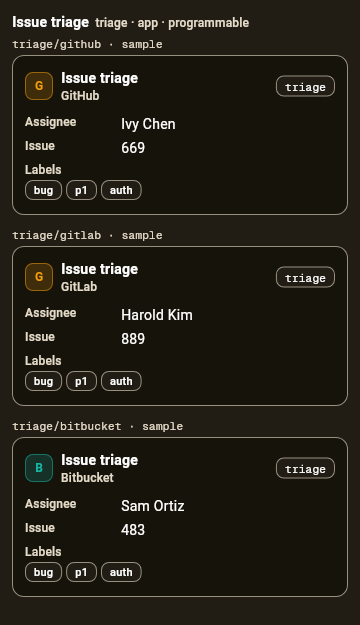 Issue triage triage · app · programmable
triage/github · sample
G
Issue triage
GitHub
triage
Assignee Ivy Chen
Issue 669
Labels
bug p1 auth
triage/gitlab · sample
G
Issue triage
GitLab
triage
Assignee Harold Kim
Issue 889
Labels
bug p1 auth
triage/bitbucket · sample
B
Issue triage
Bitbucket
triage
Assignee Sam Ortiz
Issue 483
Labels
bug p1 auth